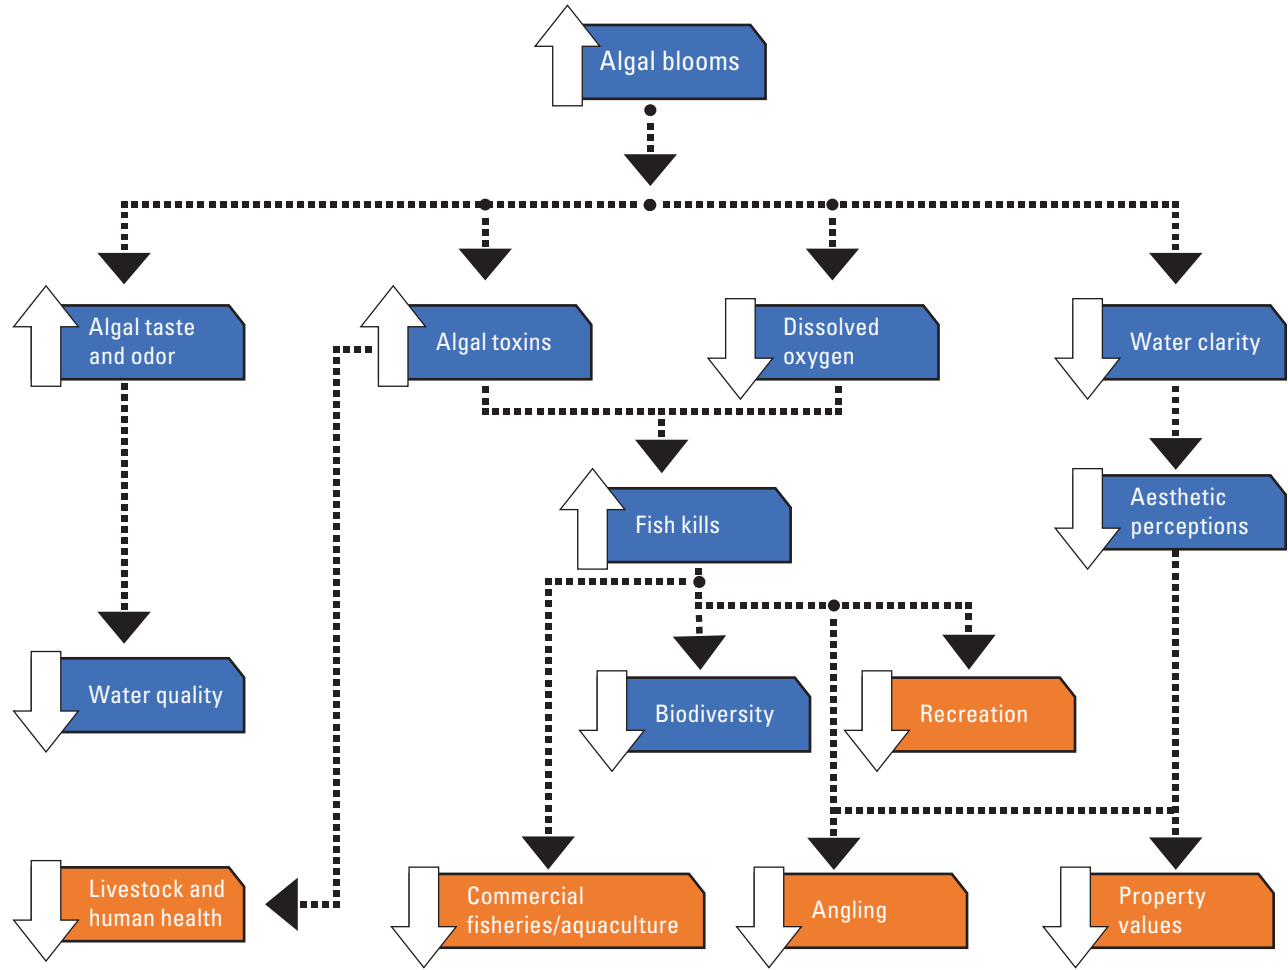 Algal blooms
Algal taste
and odor
Algal toxins
Dissolved
oxygen
Water clarity
Fish kills
Aesthetic
perceptions
Water quality
Biodiversity
Recreation
Livestock and
human health
Commercial
fisheries/aquaculture
Angling
Property
values